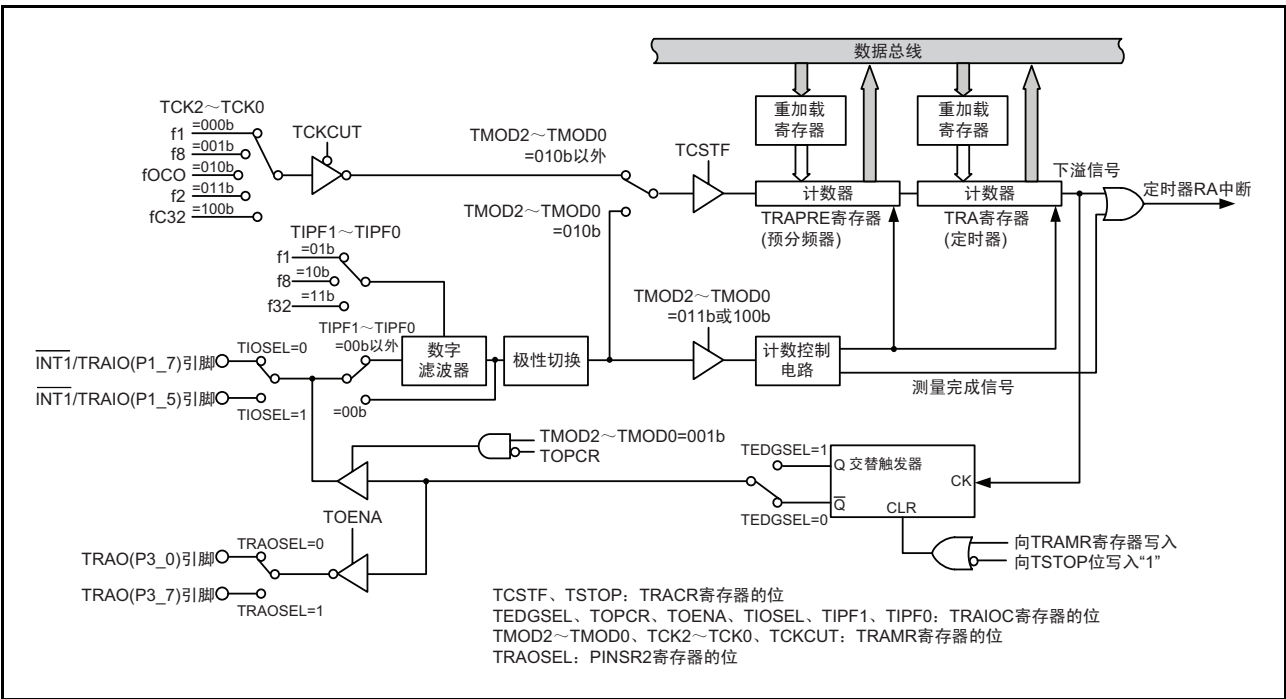 数据总线
重加载
寄存器
重加载
寄存器
TCK2～TCK0
f1 =000b
f8 =001b
fOCO =010b
f2 =011b
fC32 =100b
TCKCUT
TMOD2～TMOD0
=010b以外
TCSTF
下溢信号
计数器
计数器
定时器RA中断
TRAPRE寄存器
(预分频器)
TRA寄存器
(定时器)
TMOD2～TMOD0
=010b
TIPF1～TIPF0
f1 =01b
f8 =10b
f32 =11b
TMOD2～TMOD0
=011b或100b
TIPF1～TIPF0
=00b以外
INT1/TRAIO(P1_7)引脚
TIOSEL=0
数字
滤波器
极性切换
计数控制
电路
测量完成信号
INT1/TRAIO(P1_5)引脚
TIOSEL=1
=00b
TMOD2～TMOD0=001b
TOPCR
TEDGSEL=1
Q 交替触发器
CK
Q
CLR
TEDGSEL=0
TOENA
TRAO(P3_0)引脚
TRAOSEL=0
向TRAMR寄存器写入
向TSTOP位写入“1”
TRAO(P3_7)引脚
TRAOSEL=1
TCSTF、TSTOP：TRACR寄存器的位
TEDGSEL、TOPCR、TOENA、TIOSEL、TIPF1、TIPF0：TRAIOC寄存器的位
TMOD2～TMOD0、TCK2～TCK0、TCKCUT：TRAMR寄存器的位
TRAOSEL：PINSR2寄存器的位